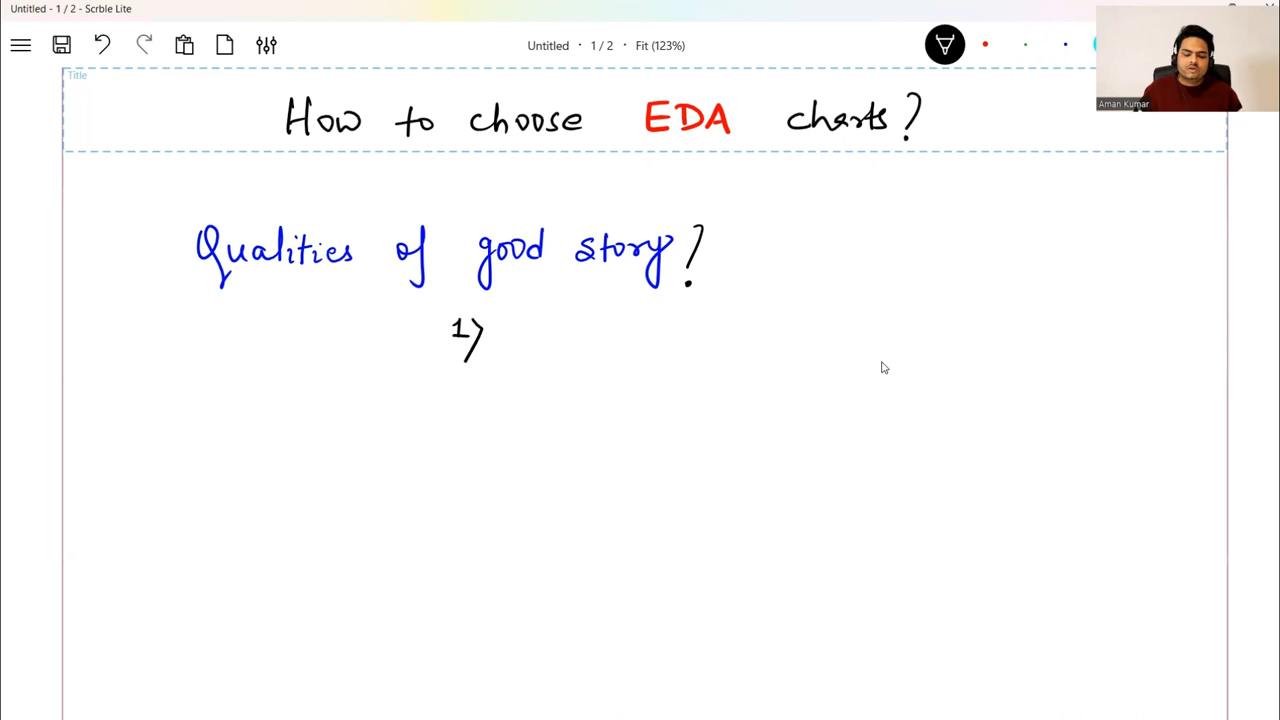 Untitled - 1 / 2 - Scrble Lite
Untitled · 1 / 2 · Fit (123%)
Aman Kumar
Title
How to choose EDA charts?
Qualities of good story?
1)